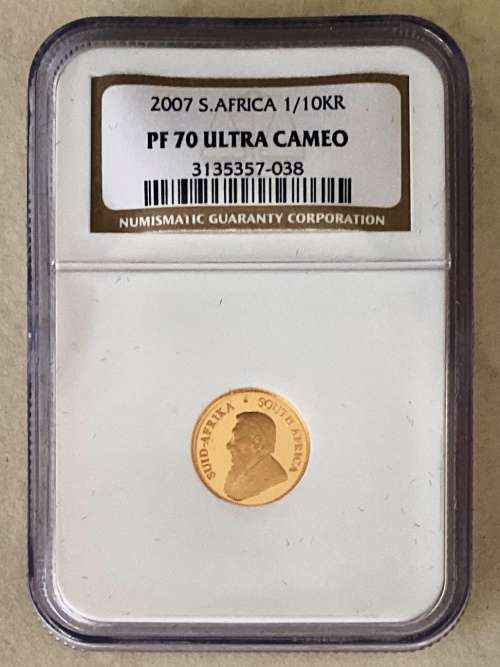 2007 S.AFRICA 1/10KR
PF 70 ULTRA CAMEO
3135357-038
NUMISMATIC GUARANTY CORPORATION
SUID-AFRIKA SOUTH AFRICA